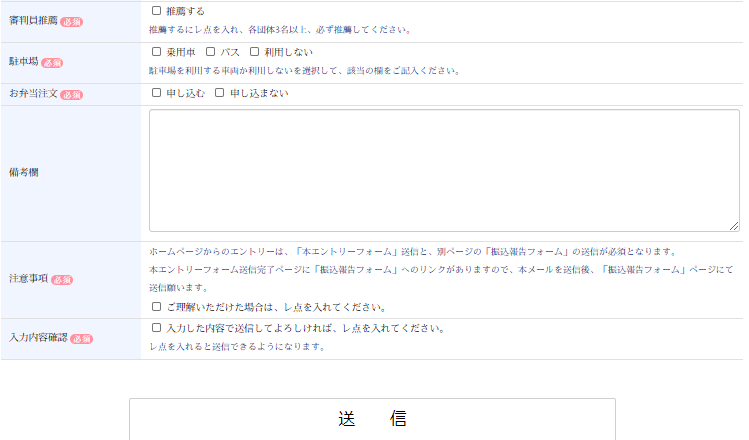 審判員推薦 必須
推薦する
推薦するにレ点を入れ、各団体3名以上、必ず推薦してください。
駐車場 必須
乗用車 バス 利用しない
駐車場を利用する車両か利用しないを選択して、該当の欄をご記入ください。
お弁当注文 必須
申し込む 申し込まない
備考欄
注意事項 必須
ホームページからのエントリーは、「本エントリーフォーム」送信と、別ページの「振込報告フォーム」の送信が必須となります。
本エントリーフォーム送信完了ページに「振込報告フォーム」へのリンクがありますので、本メールを送信後、「振込報告フォーム」ページにて
送信願います。
ご理解いただけた場合は、レ点を入れてください。
入力内容確認 必須
入力した内容で送信してよろしければ、レ点を入れてください。
レ点を入れると送信できるようになります。
送 信